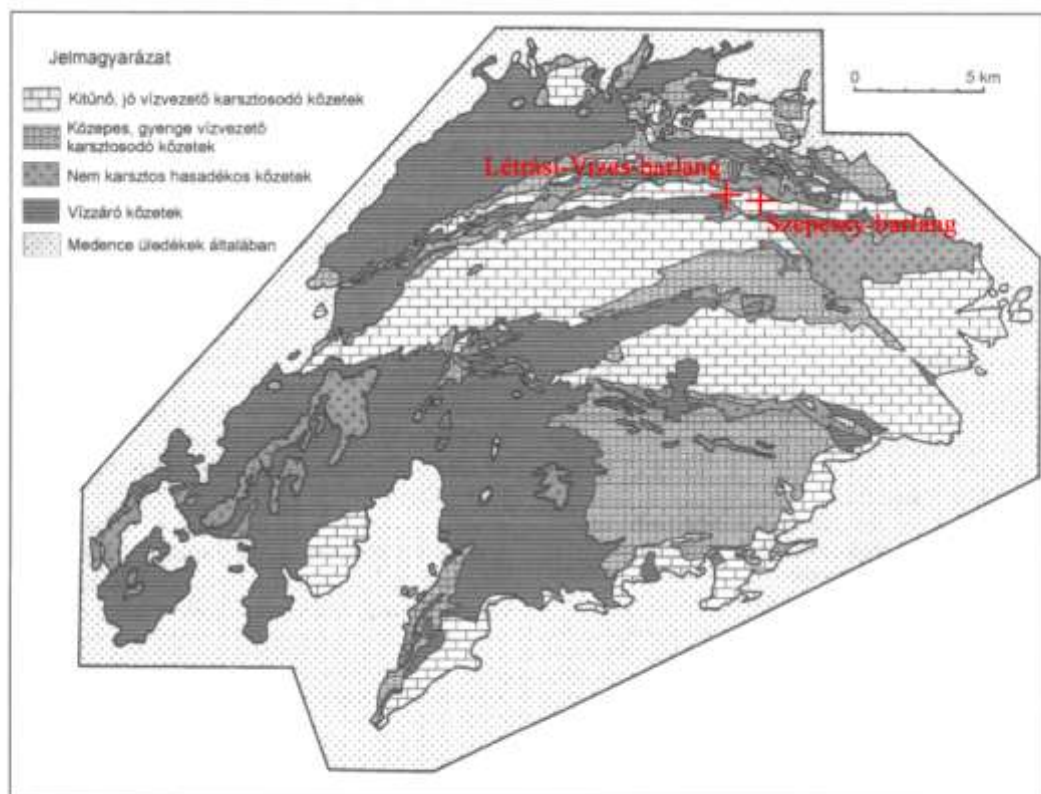 Jelmagyarázat
Kitűnő, jó vízvezető karsztosodó kőzetek
Közepes, gyenge vízvezető
karsztosodó kőzetek
Nem karsztos hasadékos kőzetek
Vízzáró kőzetek
Medence üledékek általában
0 5 km
Létrási-Vizes-barlang
Szepessy-barlang